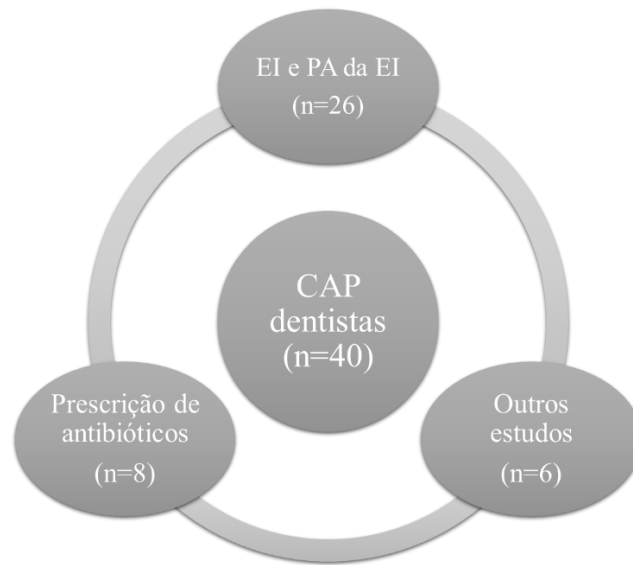 EI e PA da EI
(n=26)
CAP
dentistas
(n=40)
Prescrição de
antibióticos
(n=8)
Outros
estudos
(n=6)